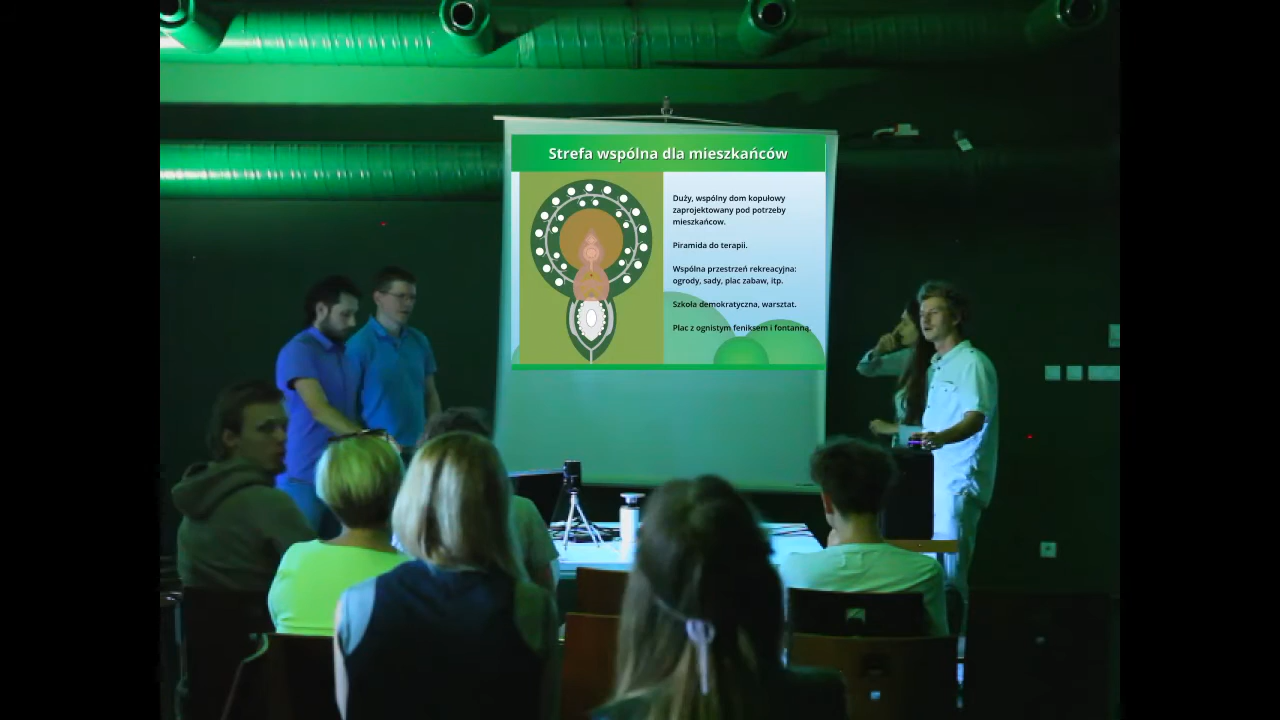 Strefa wspólna dla mieszkańców
Duży, wspólny dom kopułowy
zaprojektowany pod potrzeby
mieszkańcow.
Piramida do terapii.
Wspólna przestrzeń rekreacyjna:
ogrody, sady, plac zabaw, itp.
Szkoła demokratyczna, warsztat.
Plac z ognistym feniksem i fontanną.